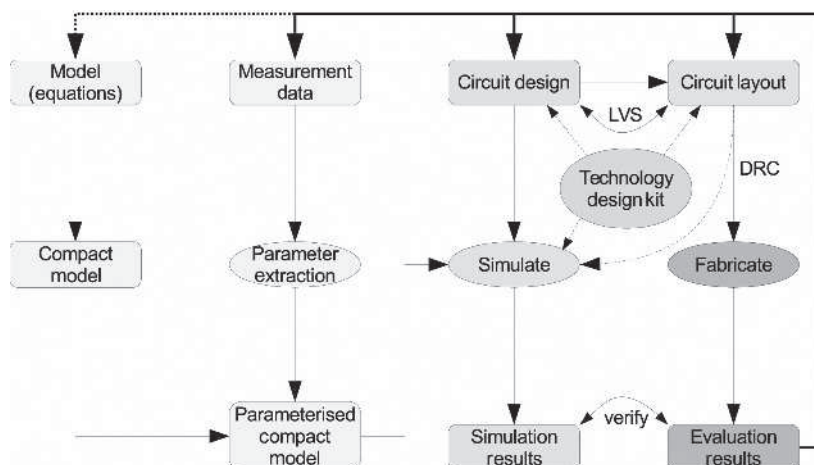 Model
(equations)
Measurement
data
Circuit design
Circuit layout
LVS
DRC
Technology
design kit
Compact
model
Parameter
extraction
Simulate
Fabricate
Parameterised
compact
model
Simulation
results
verify
Evaluation
results